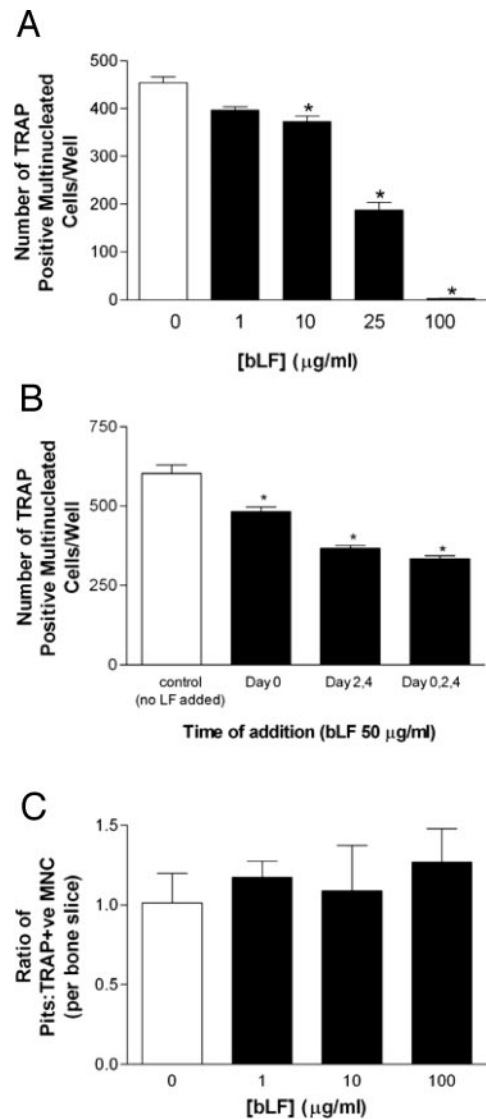 A
Number of TRAP
Positive Multinucleated
Cells/Well
500
400
300
200
100
0
*
*
*
0 1 10 25 100
[bLF] (μg/ml)
B
Number of TRAP
Positive Multinucleated
Cells/Well
750
500
250
0
*
*
*
control
(no LF added)
Day 0
Day 2,4
Day 0,2,4
Time of addition (bLF 50 μg/ml)
C
Ratio of
Pits:TRAP+ve MNC
(per bone slice)
1.5
1.0
0.5
0.0
0 1 10 100
[bLF] (μg/ml)